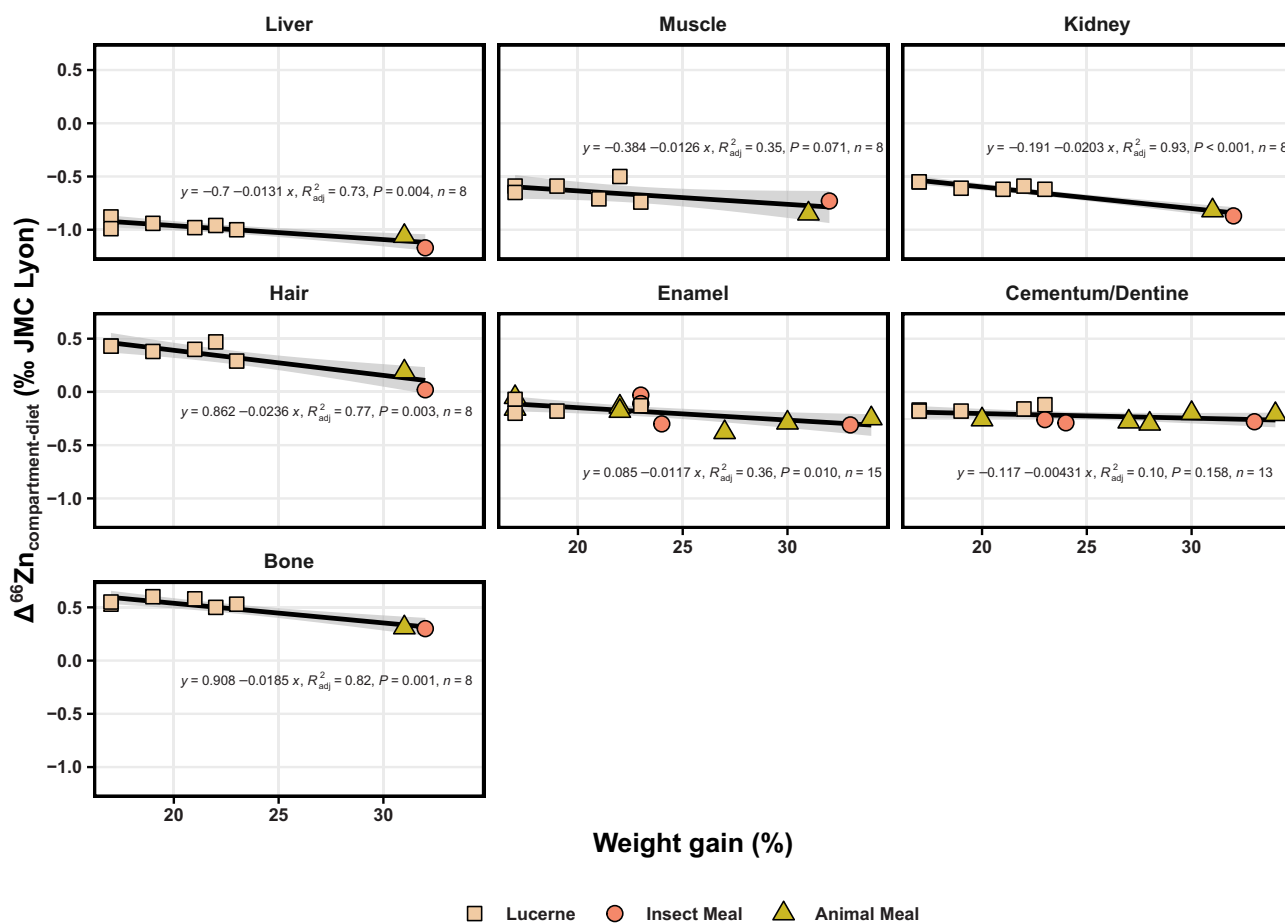 Liver
Muscle
Kidney
0.5
0.0
−0.5
−1.0
y = −0.7 −0.0131 x, R²adj = 0.73, P = 0.004, n = 8
y = −0.384 −0.0126 x, R²adj = 0.35, P = 0.071, n = 8
y = −0.191 −0.0203 x, R²adj = 0.93, P < 0.001, n = 8
Hair
Enamel
Cementum/Dentine
0.5
0.0
−0.5
−1.0
y = 0.862 −0.0236 x, R²adj = 0.77, P = 0.003, n = 8
y = 0.085 −0.0117 x, R²adj = 0.36, P = 0.010, n = 15
y = −0.117 −0.00431 x, R²adj = 0.10, P = 0.158, n = 13
20 25 30
20 25 30
Bone
0.5
0.0
−0.5
−1.0
y = 0.908 −0.0185 x, R²adj = 0.82, P = 0.001, n = 8
20 25 30
Δ⁶⁶Zn compartment-diet (‰ JMC Lyon)
Weight gain (%)
Lucerne Insect Meal Animal Meal